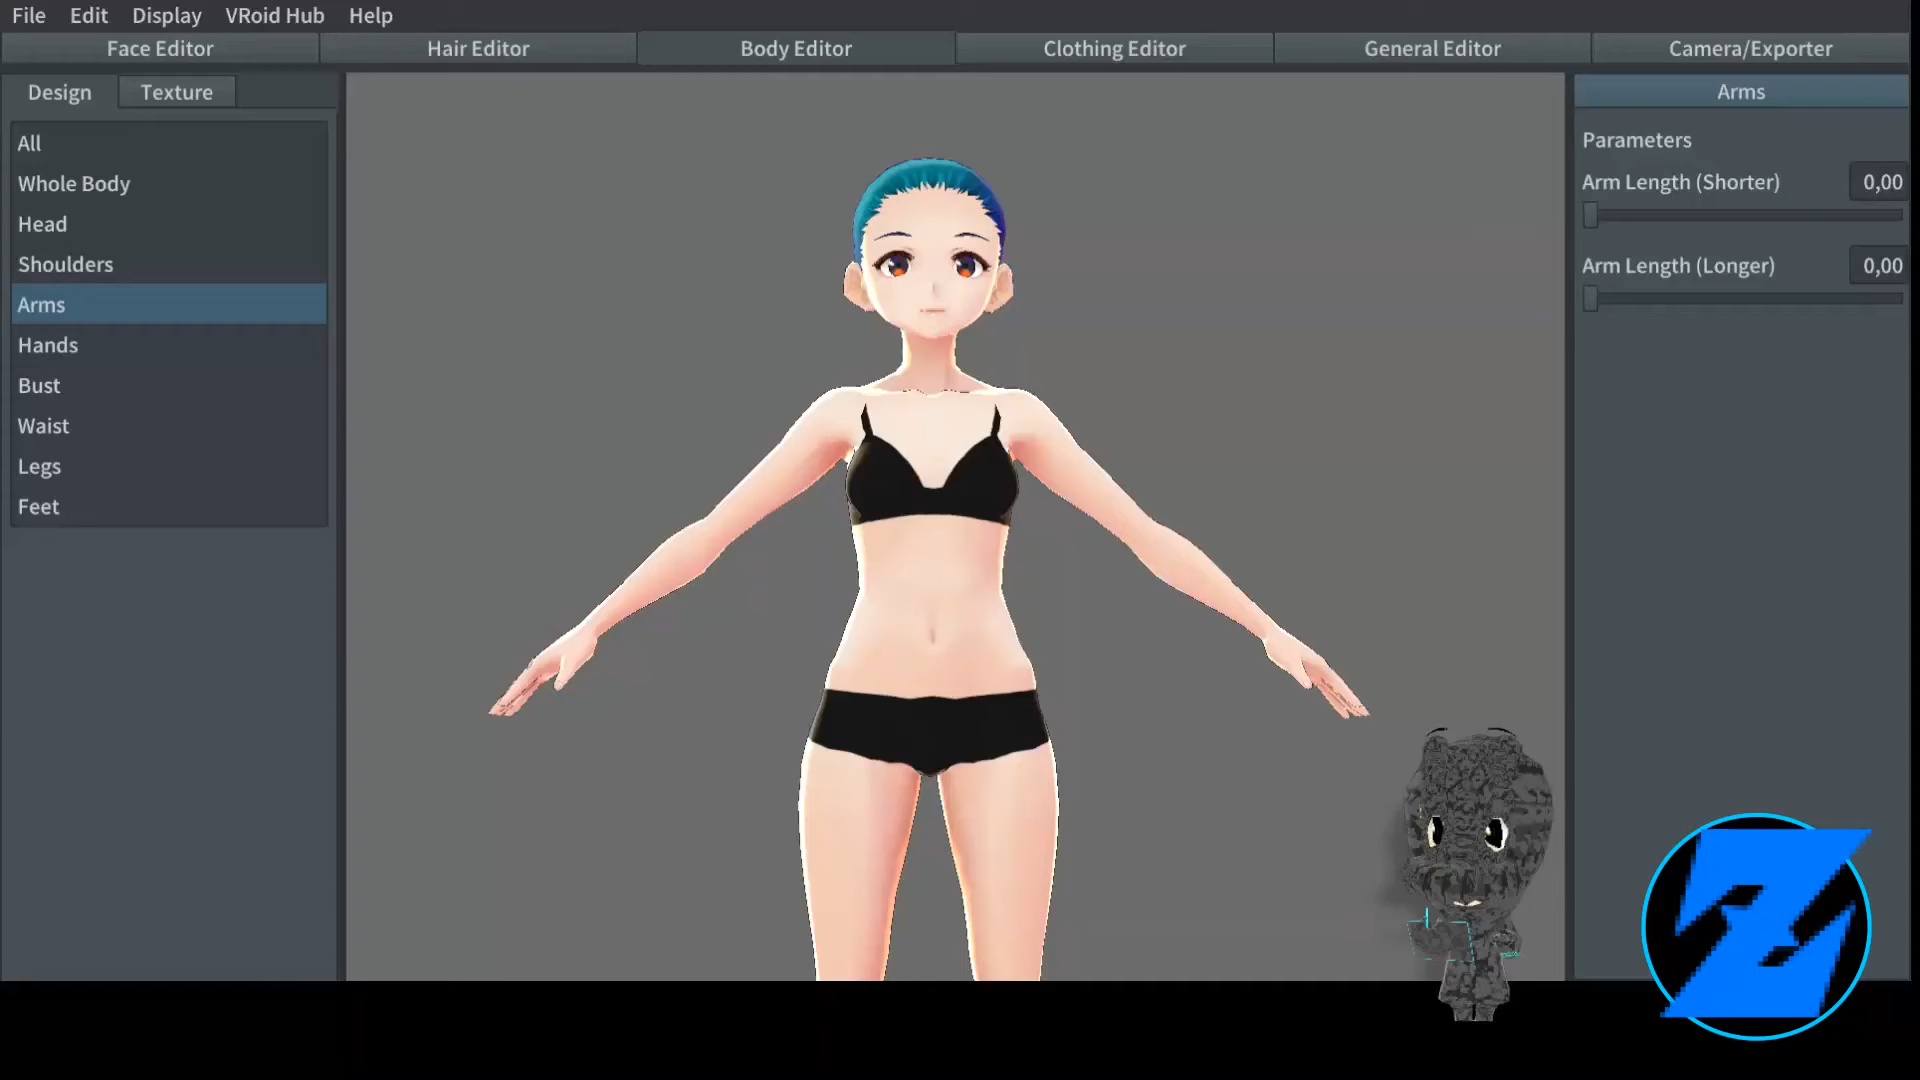 File Edit Display VRoid Hub Help
Face Editor Hair Editor Body Editor Clothing Editor General Editor Camera/Exporter
Design Texture
All
Whole Body
Head
Shoulders
Arms
Hands
Bust
Waist
Legs
Feet
Arms
Parameters
Arm Length (Shorter) 0,00
Arm Length (Longer) 0,00
Z